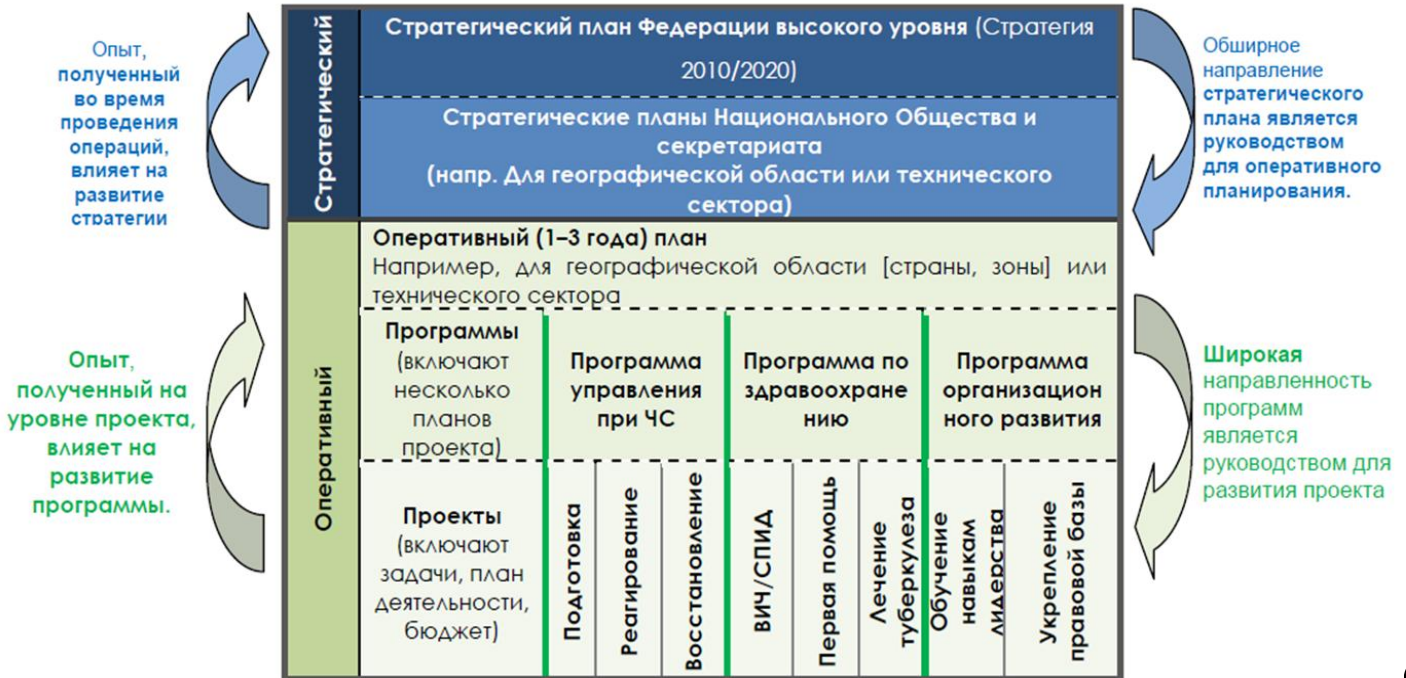 Опыт,
полученный
во время
проведения
операций,
влияет на
развитие
стратегии
Стратегический
Стратегический план Федерации высокого уровня (Стратегия
2010/2020)
Стратегические планы Национального Общества и
секретариата
(напр. Для географической области или технического
сектора)
Обширное
направление
стратегического
плана является
руководством
для оперативного
планирования.
Опыт,
полученный на
уровне проекта,
влияет на
развитие
программы.
Оперативный
Оперативный (1–3 года) план
Например, для географической области [страны, зоны] или
технического сектора
Программы
(включают
несколько
планов
проекта)
Программа
управления
при ЧС
Программа по
здравоохране
нию
Программа
организацион
ного развития
Проекты
(включают
задачи, план
деятельности,
бюджет)
Подготовка
Реагирование
Восстановление
ВИЧ/СПИД
Первая помощь
Лечение
туберкулеза
Обучение
навыкам
лидерства
Укрепление
правовой базы
Широкая
направленность
программ
является
руководством для
развития проекта